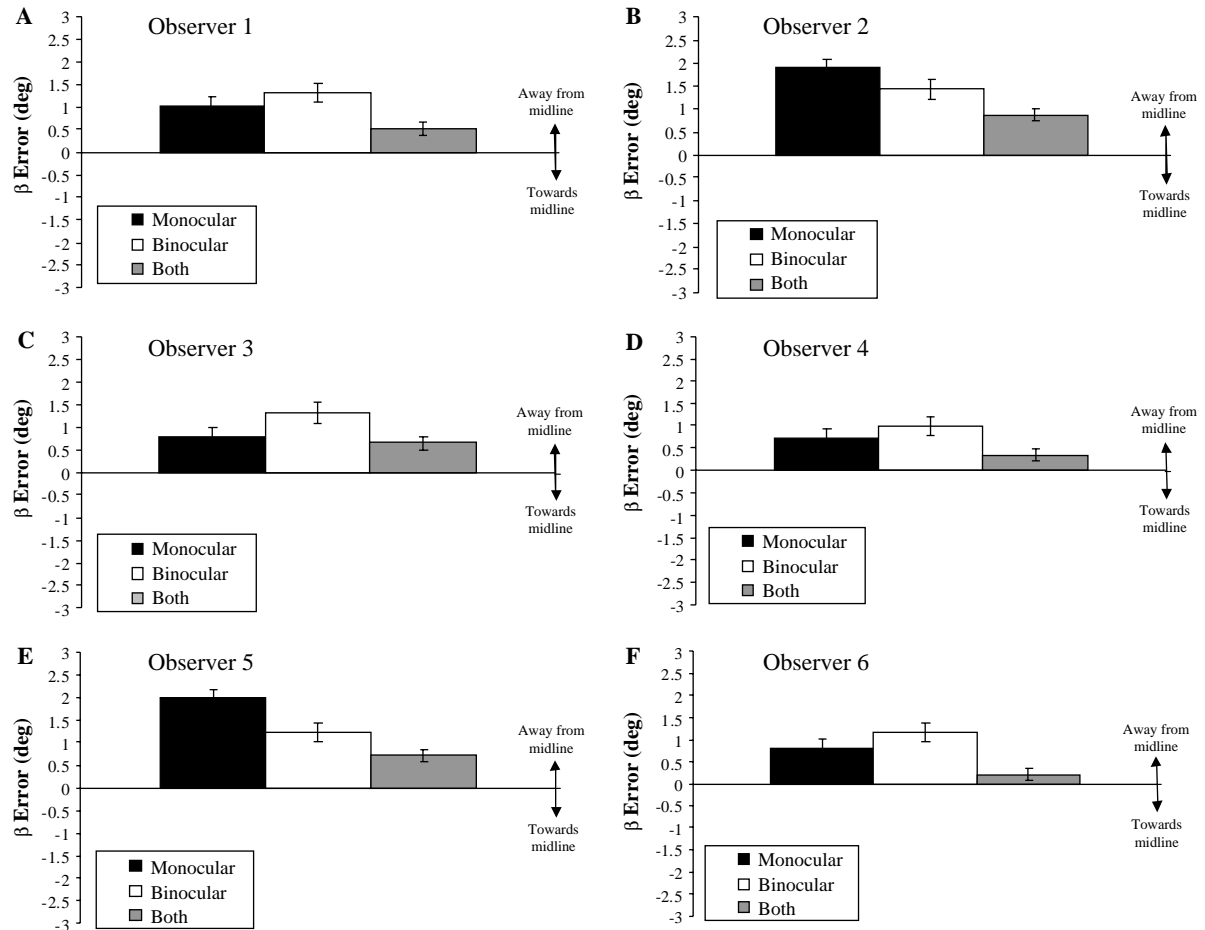 A
Observer 1
3
2.5
2
1.5
1
0.5
0
-0.5
-1
-1.5
-2
-2.5
-3
β Error (deg)
Away from
midline
Towards
midline
Monocular
Binocular
Both
B
Observer 2
3
2.5
2
1.5
1
0.5
0
-0.5
-1
-1.5
-2
-2.5
-3
β Error (deg)
Away from
midline
Towards
midline
Monocular
Binocular
Both
C
Observer 3
3
2.5
2
1.5
1
0.5
0
-0.5
-1
-1.5
-2
-2.5
-3
β Error (deg)
Away from
midline
Towards
midline
Monocular
Binocular
Both
D
Observer 4
3
2.5
2
1.5
1
0.5
0
-0.5
-1
-1.5
-2
-2.5
-3
β Error (deg)
Away from
midline
Towards
midline
Monocular
Binocular
Both
E
Observer 5
3
2.5
2
1.5
1
0.5
0
-0.5
-1
-1.5
-2
-2.5
-3
β Error (deg)
Away from
midline
Towards
midline
Monocular
Binocular
Both
F
Observer 6
3
2.5
2
1.5
1
0.5
0
-0.5
-1
-1.5
-2
-2.5
-3
β Error (deg)
Away from
midline
Towards
midline
Monocular
Binocular
Both